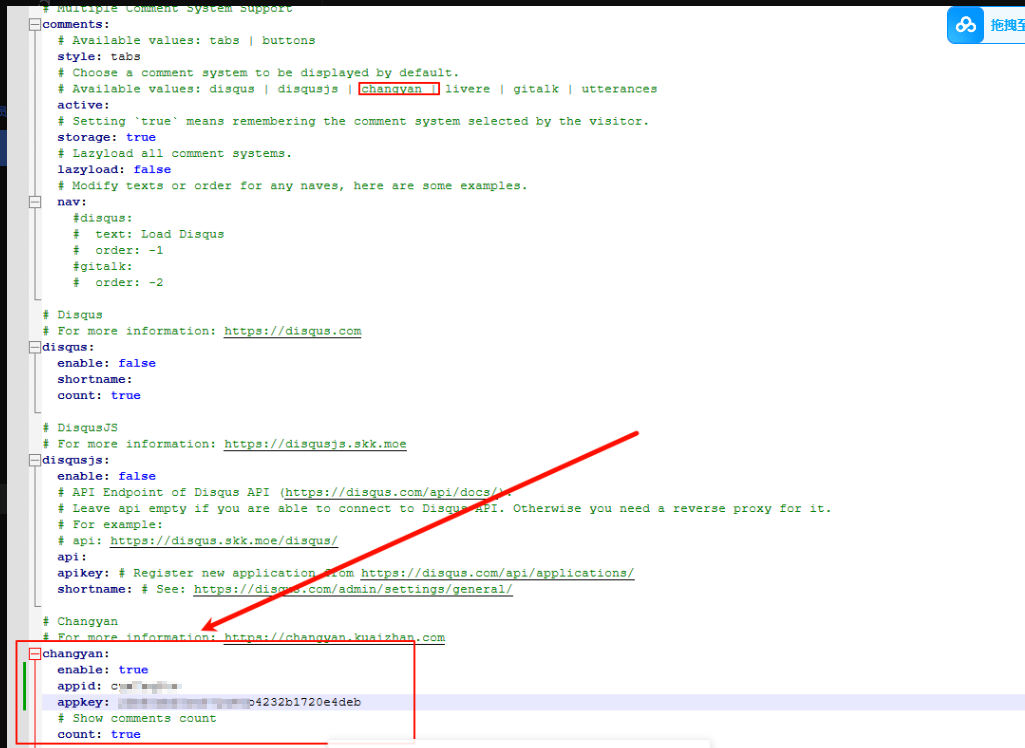 # Multiple Comment System Support
comments:
# Available values: tabs | buttons
style: tabs
# Choose a comment system to be displayed by default.
# Available values: disqus | disqusjs | changyan | livere | gitalk | utterances
active:
# Setting `true` means remembering the comment system selected by the visitor.
storage: true
# Lazyload all comment systems.
lazyload: false
# Modify texts or order for any naves, here are some examples.
nav:
#disqus:
#  text: Load Disqus
#  order: -1
#gitalk:
#  order: -2
# Disqus
# For more information: https://disqus.com
disqus:
enable: false
shortname:
count: true
# DisqusJS
# For more information: https://disqusjs.skk.moe
disqusjs:
enable: false
# API Endpoint of Disqus API (https://disqus.com/api/docs/).
# Leave api empty if you are able to connect to Disqus API. Otherwise you need a reverse proxy for it.
# For example:
# api: https://disqus.skk.moe/disqus/
api:
apikey: # Register new application from https://disqus.com/api/applications/
shortname: # See: https://disqus.com/admin/settings/general/
# Changyan
# For more information: https://changyan.kuaizhan.com
changyan:
enable: true
appid: c
appkey: 4232b1720e4deb
# Show comments count
count: true
拖拽至